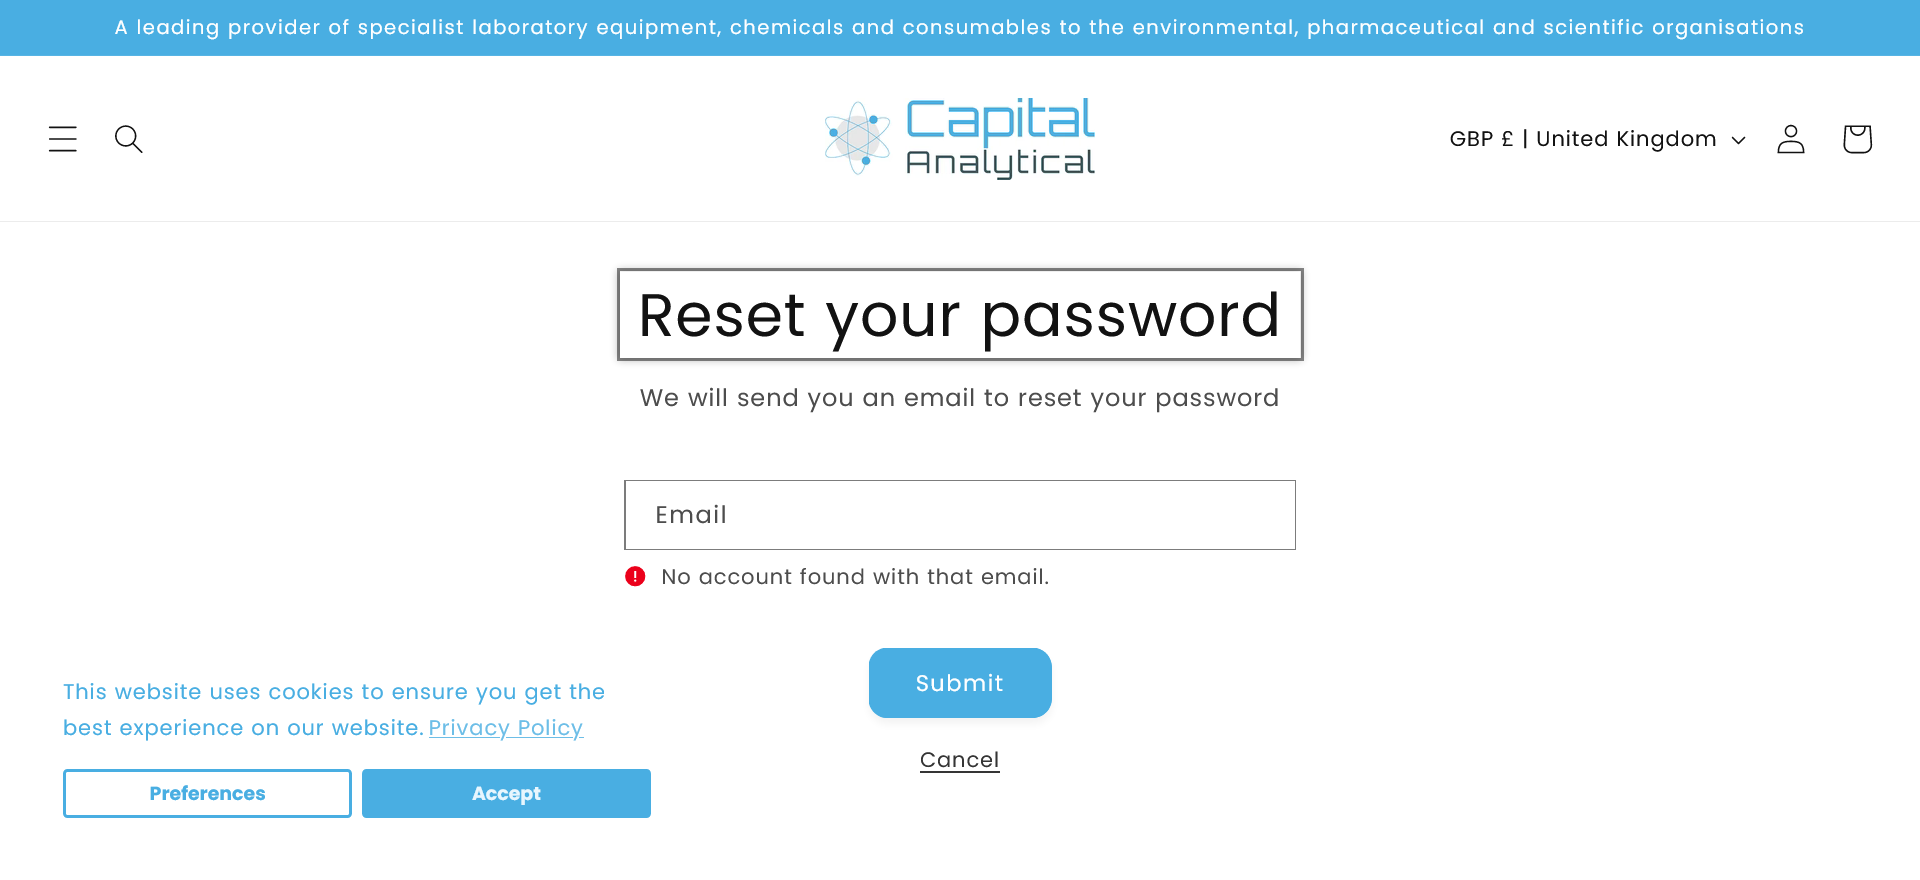 A leading provider of specialist laboratory equipment, chemicals and consumables to the environmental, pharmaceutical and scientific organisations
Capital
Analytical
GBP £ | United Kingdom
Reset your password
We will send you an email to reset your password
Email
No account found with that email.
Submit
Cancel
This website uses cookies to ensure you get the
best experience on our website. Privacy Policy
Preferences
Accept